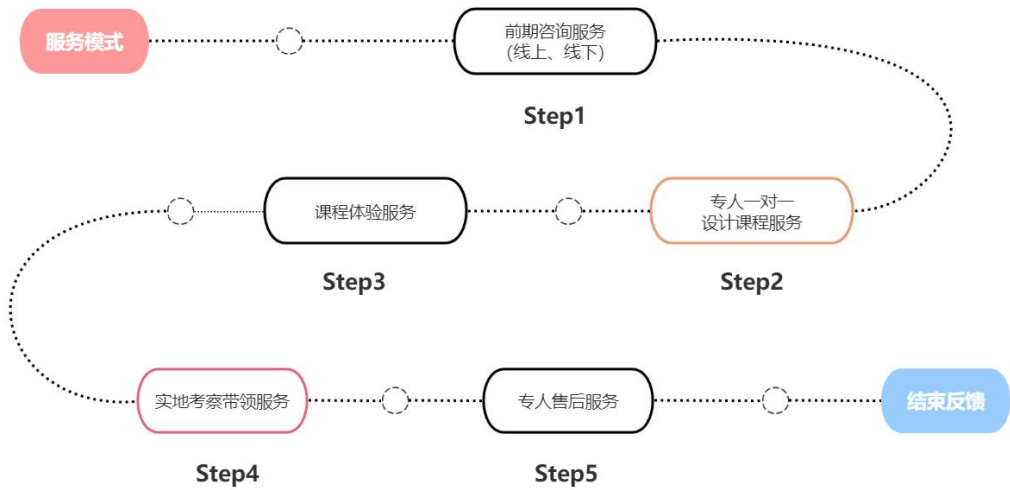 服务模式
前期咨询服务
(线上、线下)
Step1
专人一对一
设计课程服务
Step2
课程体验服务
Step3
实地考察带领服务
Step4
专人售后服务
Step5
结束反馈